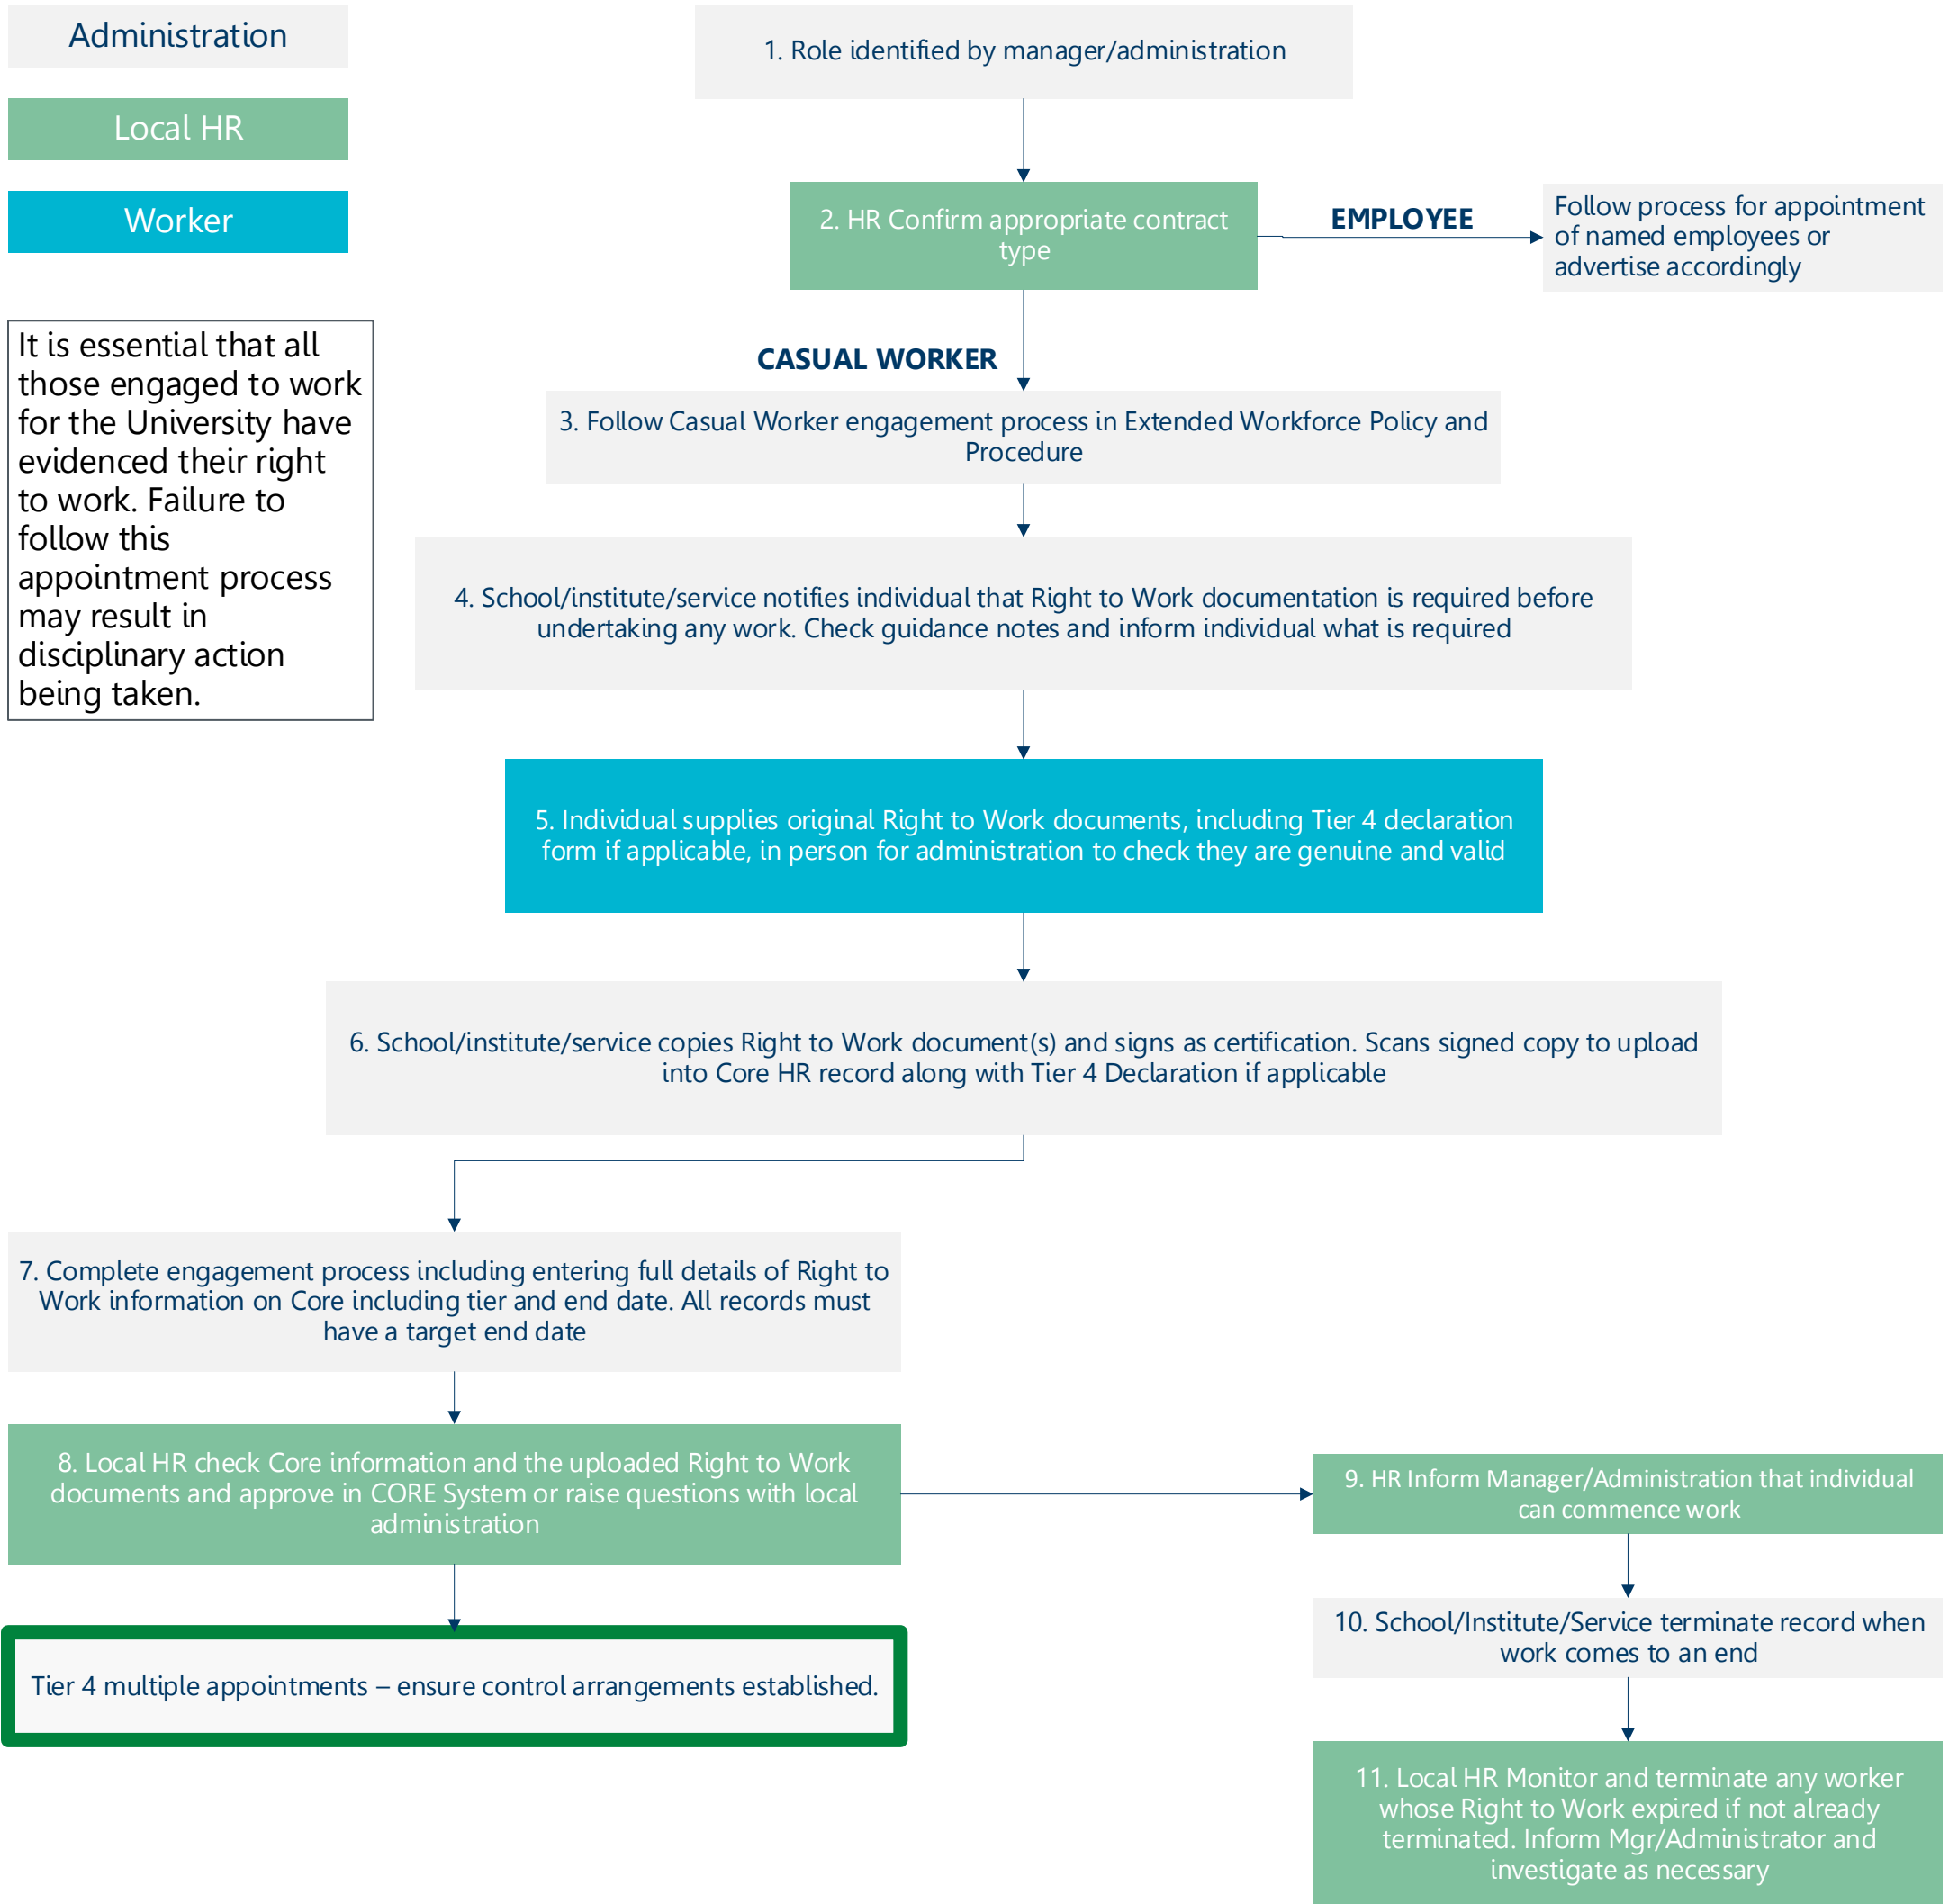 Administration
Local HR
Worker
It is essential that all
those engaged to work
for the University have
evidenced their right
to work. Failure to
follow this
appointment process
may result in
disciplinary action
being taken.
1. Role identified by manager/administration
2. HR Confirm appropriate contract
type
EMPLOYEE
Follow process for appointment
of named employees or
advertise accordingly
CASUAL WORKER
3. Follow Casual Worker engagement process in Extended Workforce Policy and
Procedure
4. School/institute/service notifies individual that Right to Work documentation is required before
undertaking any work. Check guidance notes and inform individual what is required
5. Individual supplies original Right to Work documents, including Tier 4 declaration
form if applicable, in person for administration to check they are genuine and valid
6. School/institute/service copies Right to Work document(s) and signs as certification. Scans signed copy to upload
into Core HR record along with Tier 4 Declaration if applicable
7. Complete engagement process including entering full details of Right to
Work information on Core including tier and end date. All records must
have a target end date
8. Local HR check Core information and the uploaded Right to Work
documents and approve in CORE System or raise questions with local
administration
Tier 4 multiple appointments – ensure control arrangements established.
9. HR Inform Manager/Administration that individual
can commence work
10. School/Institute/Service terminate record when
work comes to an end
11. Local HR Monitor and terminate any worker
whose Right to Work expired if not already
terminated. Inform Mgr/Administrator and
investigate as necessary